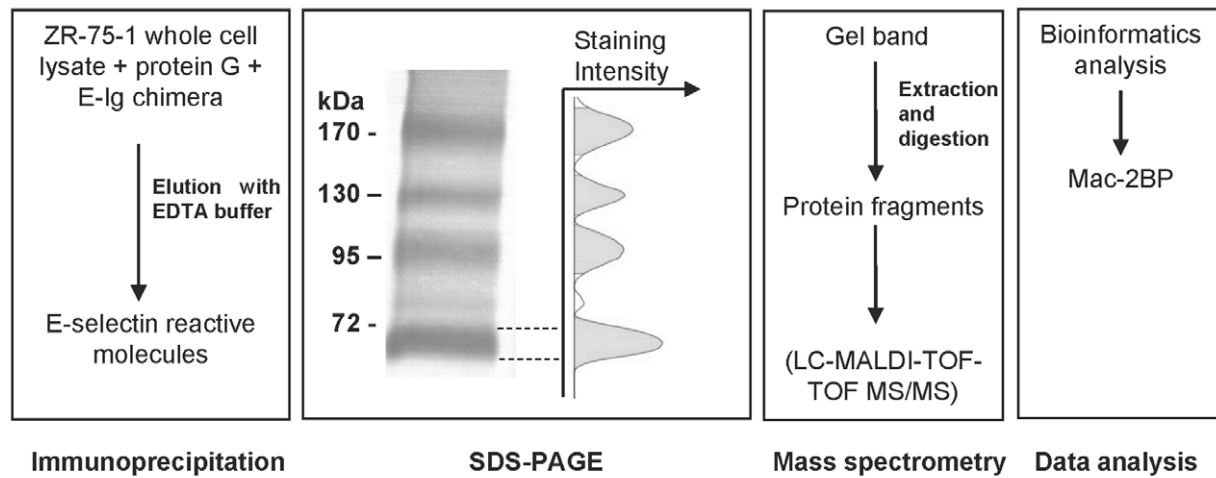 ZR-75-1 whole cell
lysate + protein G +
E-Ig chimera
Elution with
EDTA buffer
E-selectin reactive
molecules
Immunoprecipitation
Staining
Intensity
kDa
170 -
130 –
95 –
72 -
SDS-PAGE
Gel band
Extraction
and
digestion
Protein fragments
(LC-MALDI-TOF-
TOF MS/MS)
Mass spectrometry
Bioinformatics
analysis
Mac-2BP
Data analysis